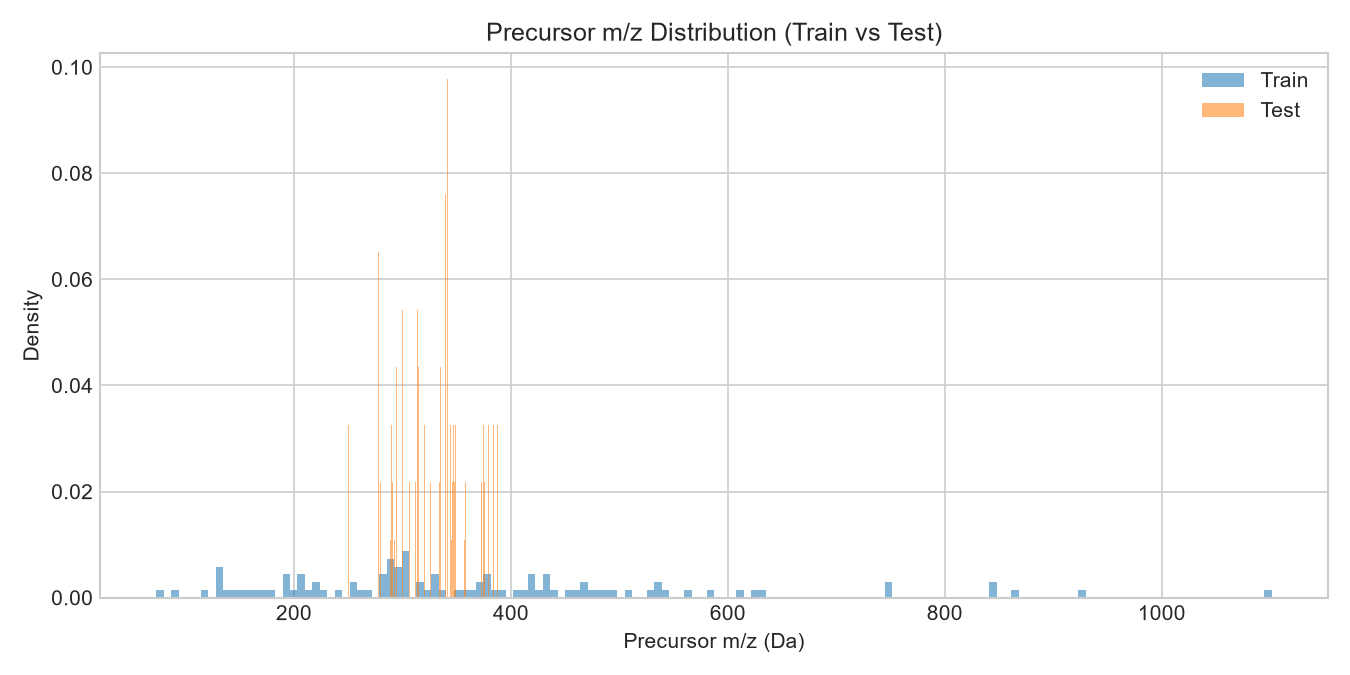 Precursor m/z Distribution (Train vs Test)
Train
Test
Density
0.10
0.08
0.06
0.04
0.02
0.00
200
400
600
800
1000
Precursor m/z (Da)